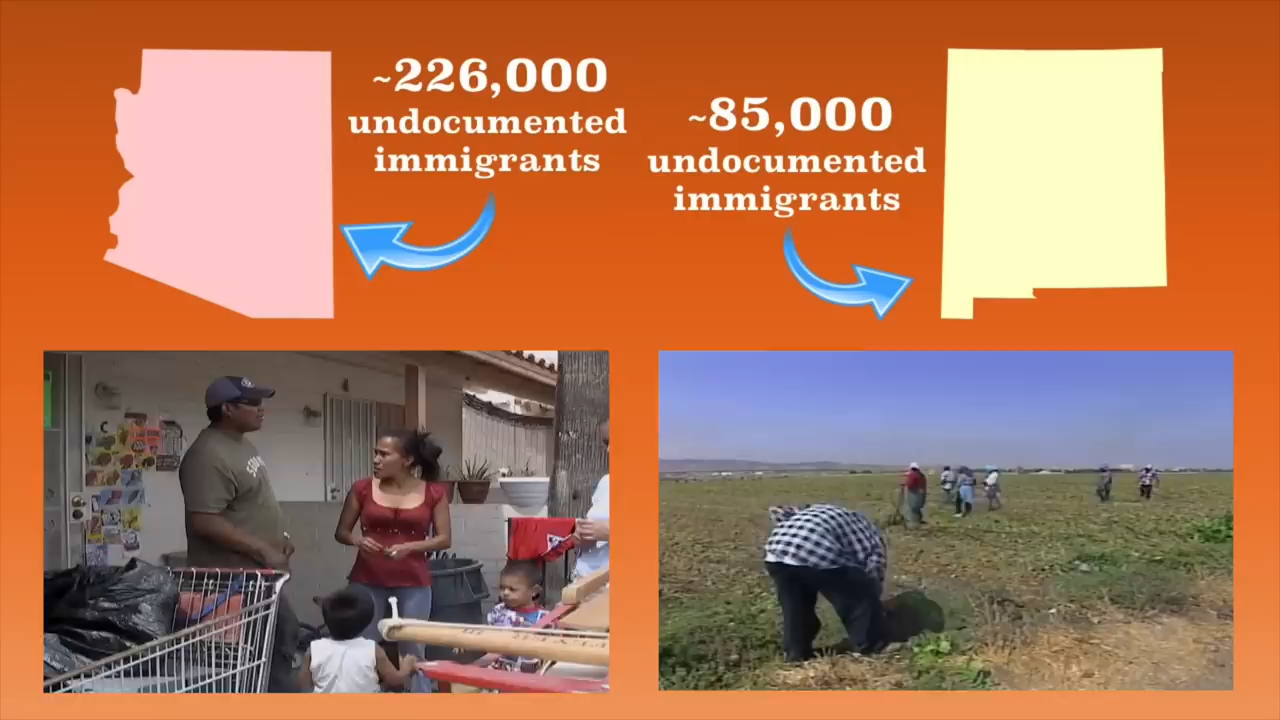 ~226,000
undocumented
immigrants
~85,000
undocumented
immigrants